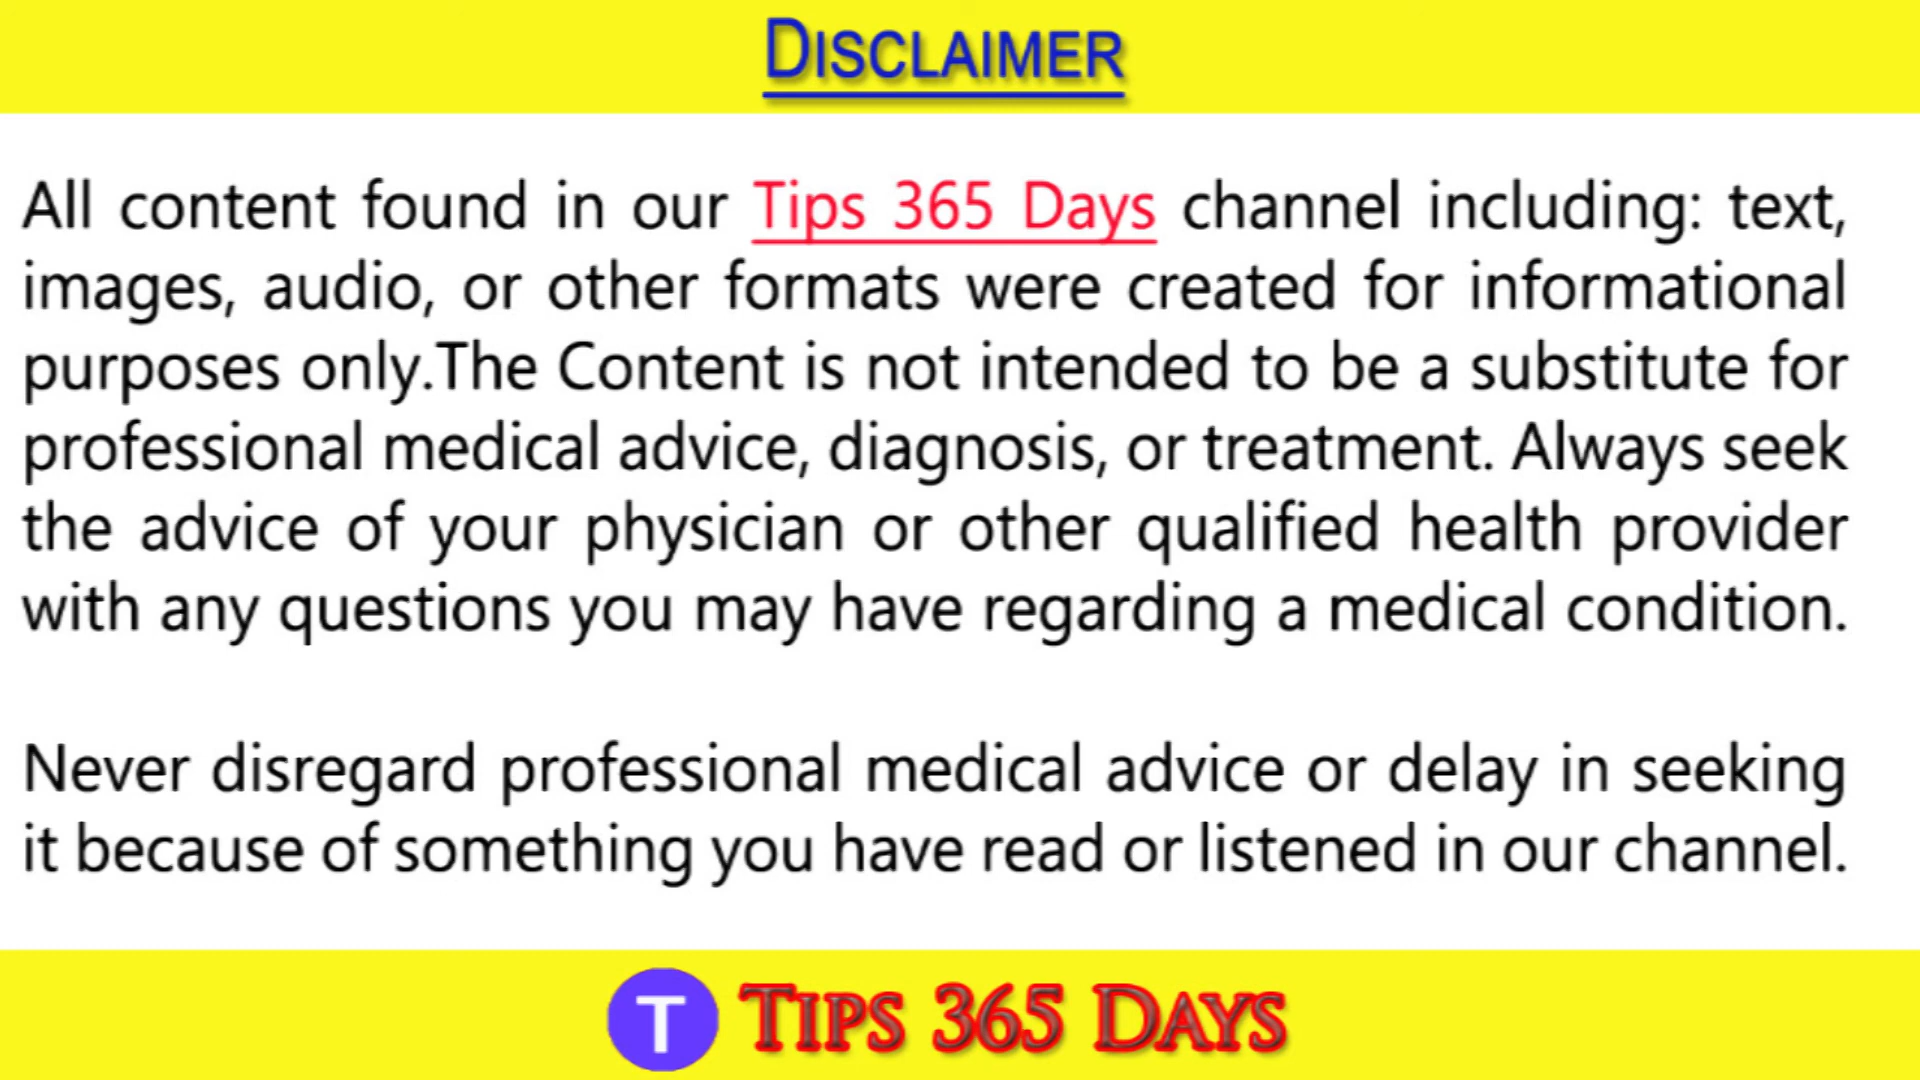 DISCLAIMER
All content found in our Tips 365 Days channel including: text,
images, audio, or other formats were created for informational
purposes only.The Content is not intended to be a substitute for
professional medical advice, diagnosis, or treatment. Always seek
the advice of your physician or other qualified health provider
with any questions you may have regarding a medical condition.
Never disregard professional medical advice or delay in seeking
it because of something you have read or listened in our channel.
T TIPS 365 DAYS